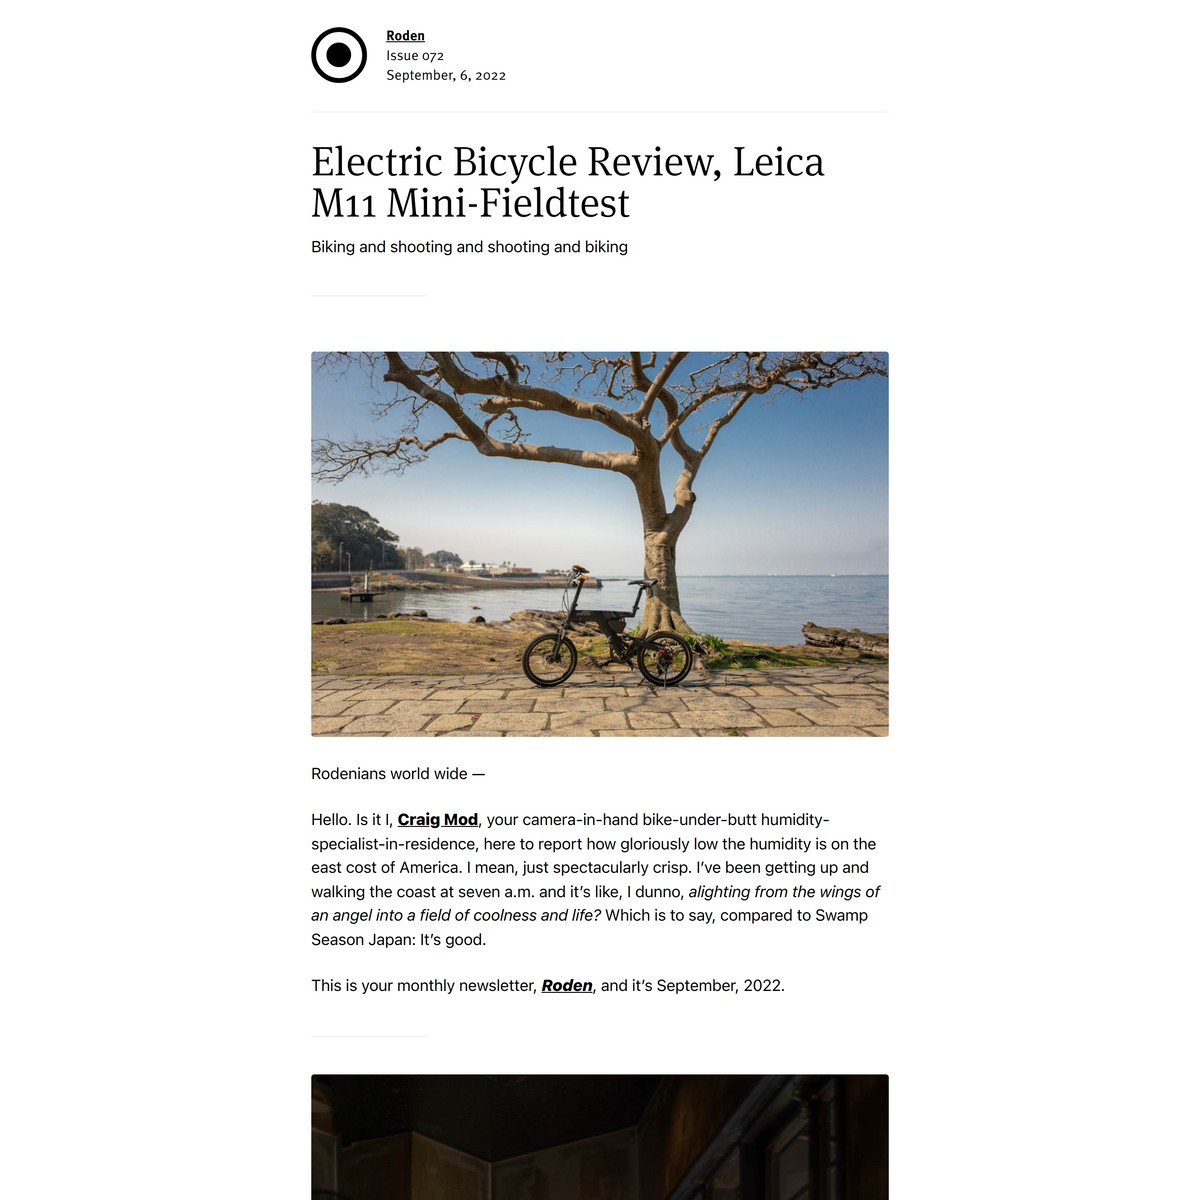 Roden
Issue 072
September, 6, 2022
Electric Bicycle Review, Leica
M11 Mini-Fieldtest
Biking and shooting and shooting and biking
Rodenians world wide —
Hello. Is it I, Craig Mod, your camera-in-hand bike-under-butt humidity-
specialist-in-residence, here to report how gloriously low the humidity is on the
east cost of America. I mean, just spectacularly crisp. I’ve been getting up and
walking the coast at seven a.m. and it’s like, I dunno, alighting from the wings of
an angel into a field of coolness and life? Which is to say, compared to Swamp
Season Japan: It’s good.
This is your monthly newsletter, Roden, and it’s September, 2022.